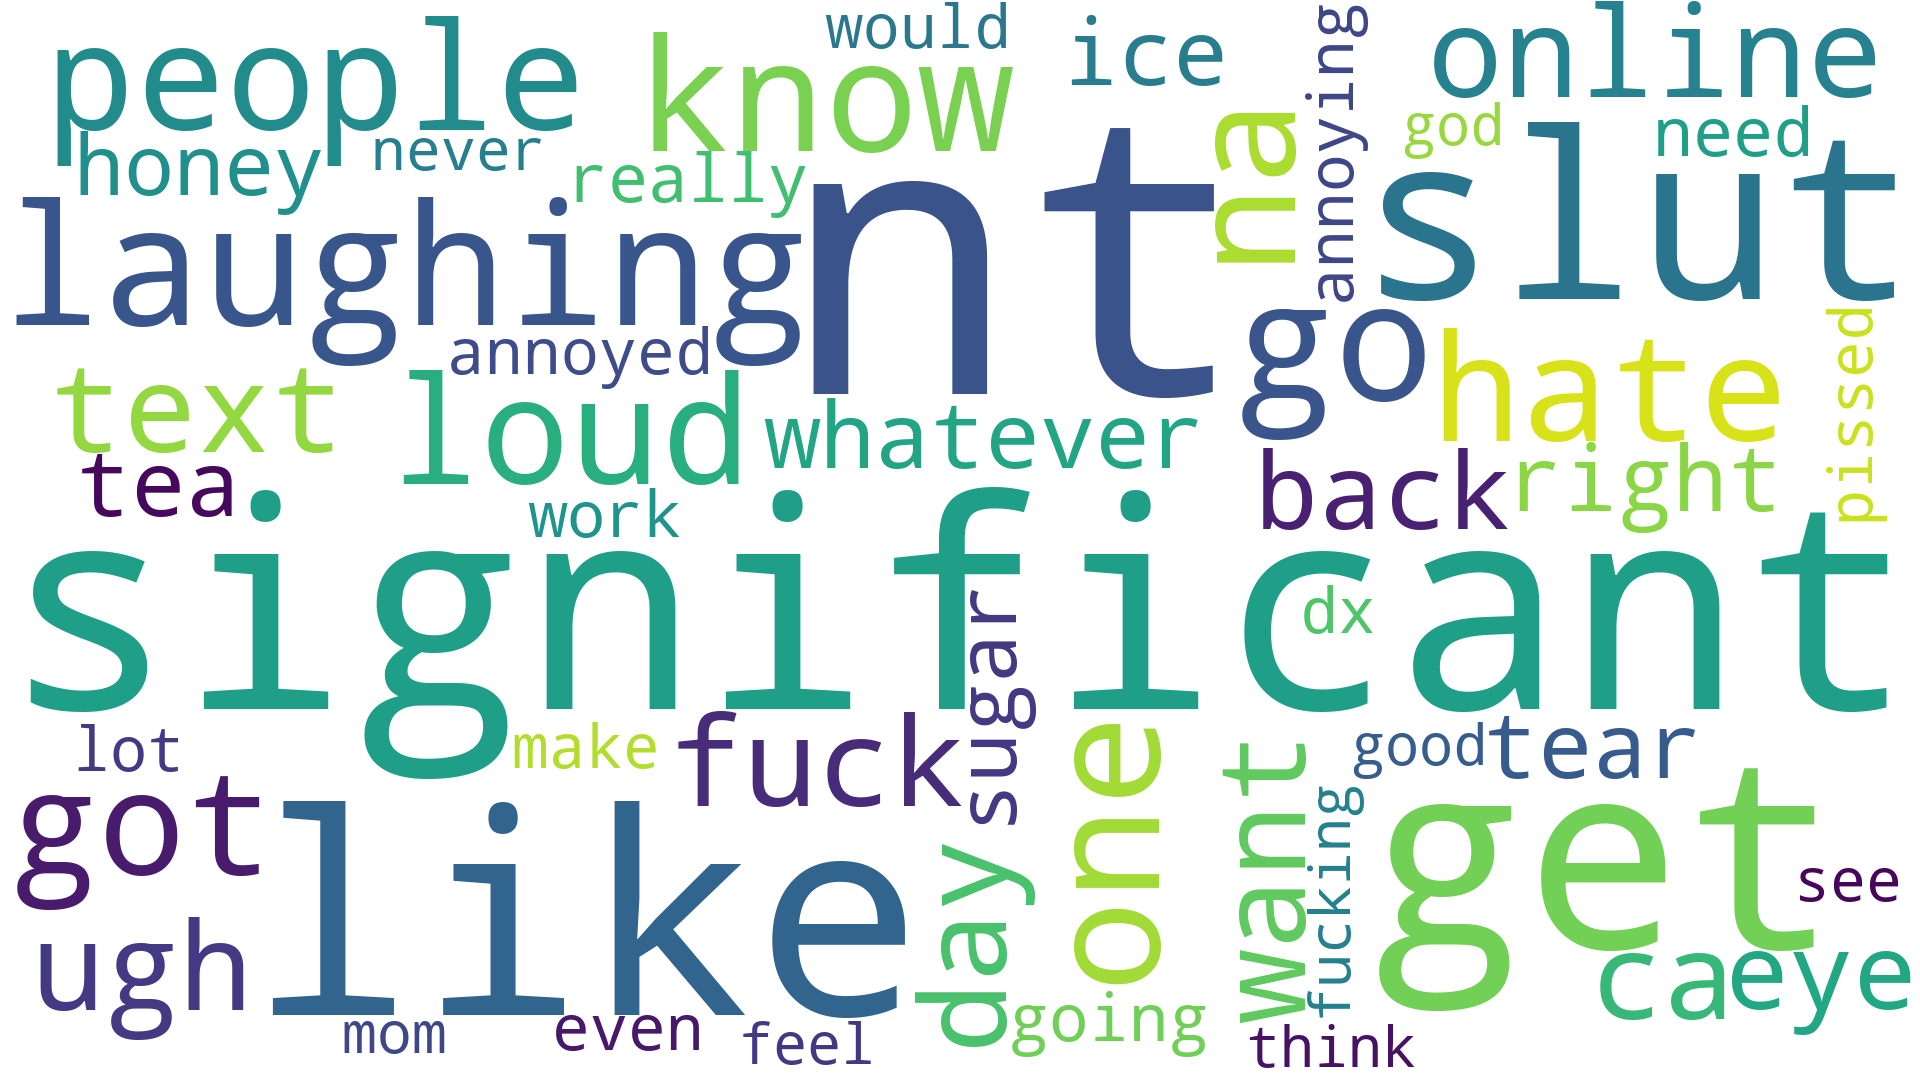 people
know
would
ice
annoying
online
honey
never
really
nt
na
god
need
slut
laughing
annoyed
go
hate
pissed
text
loud
whatever
back
right
tea
work
significant
dx
sugar
lot
make
fuck
one
want
good
tear
got
like
day
fucking
get
see
ugh
ca
eye
mom
even
feel
going
think